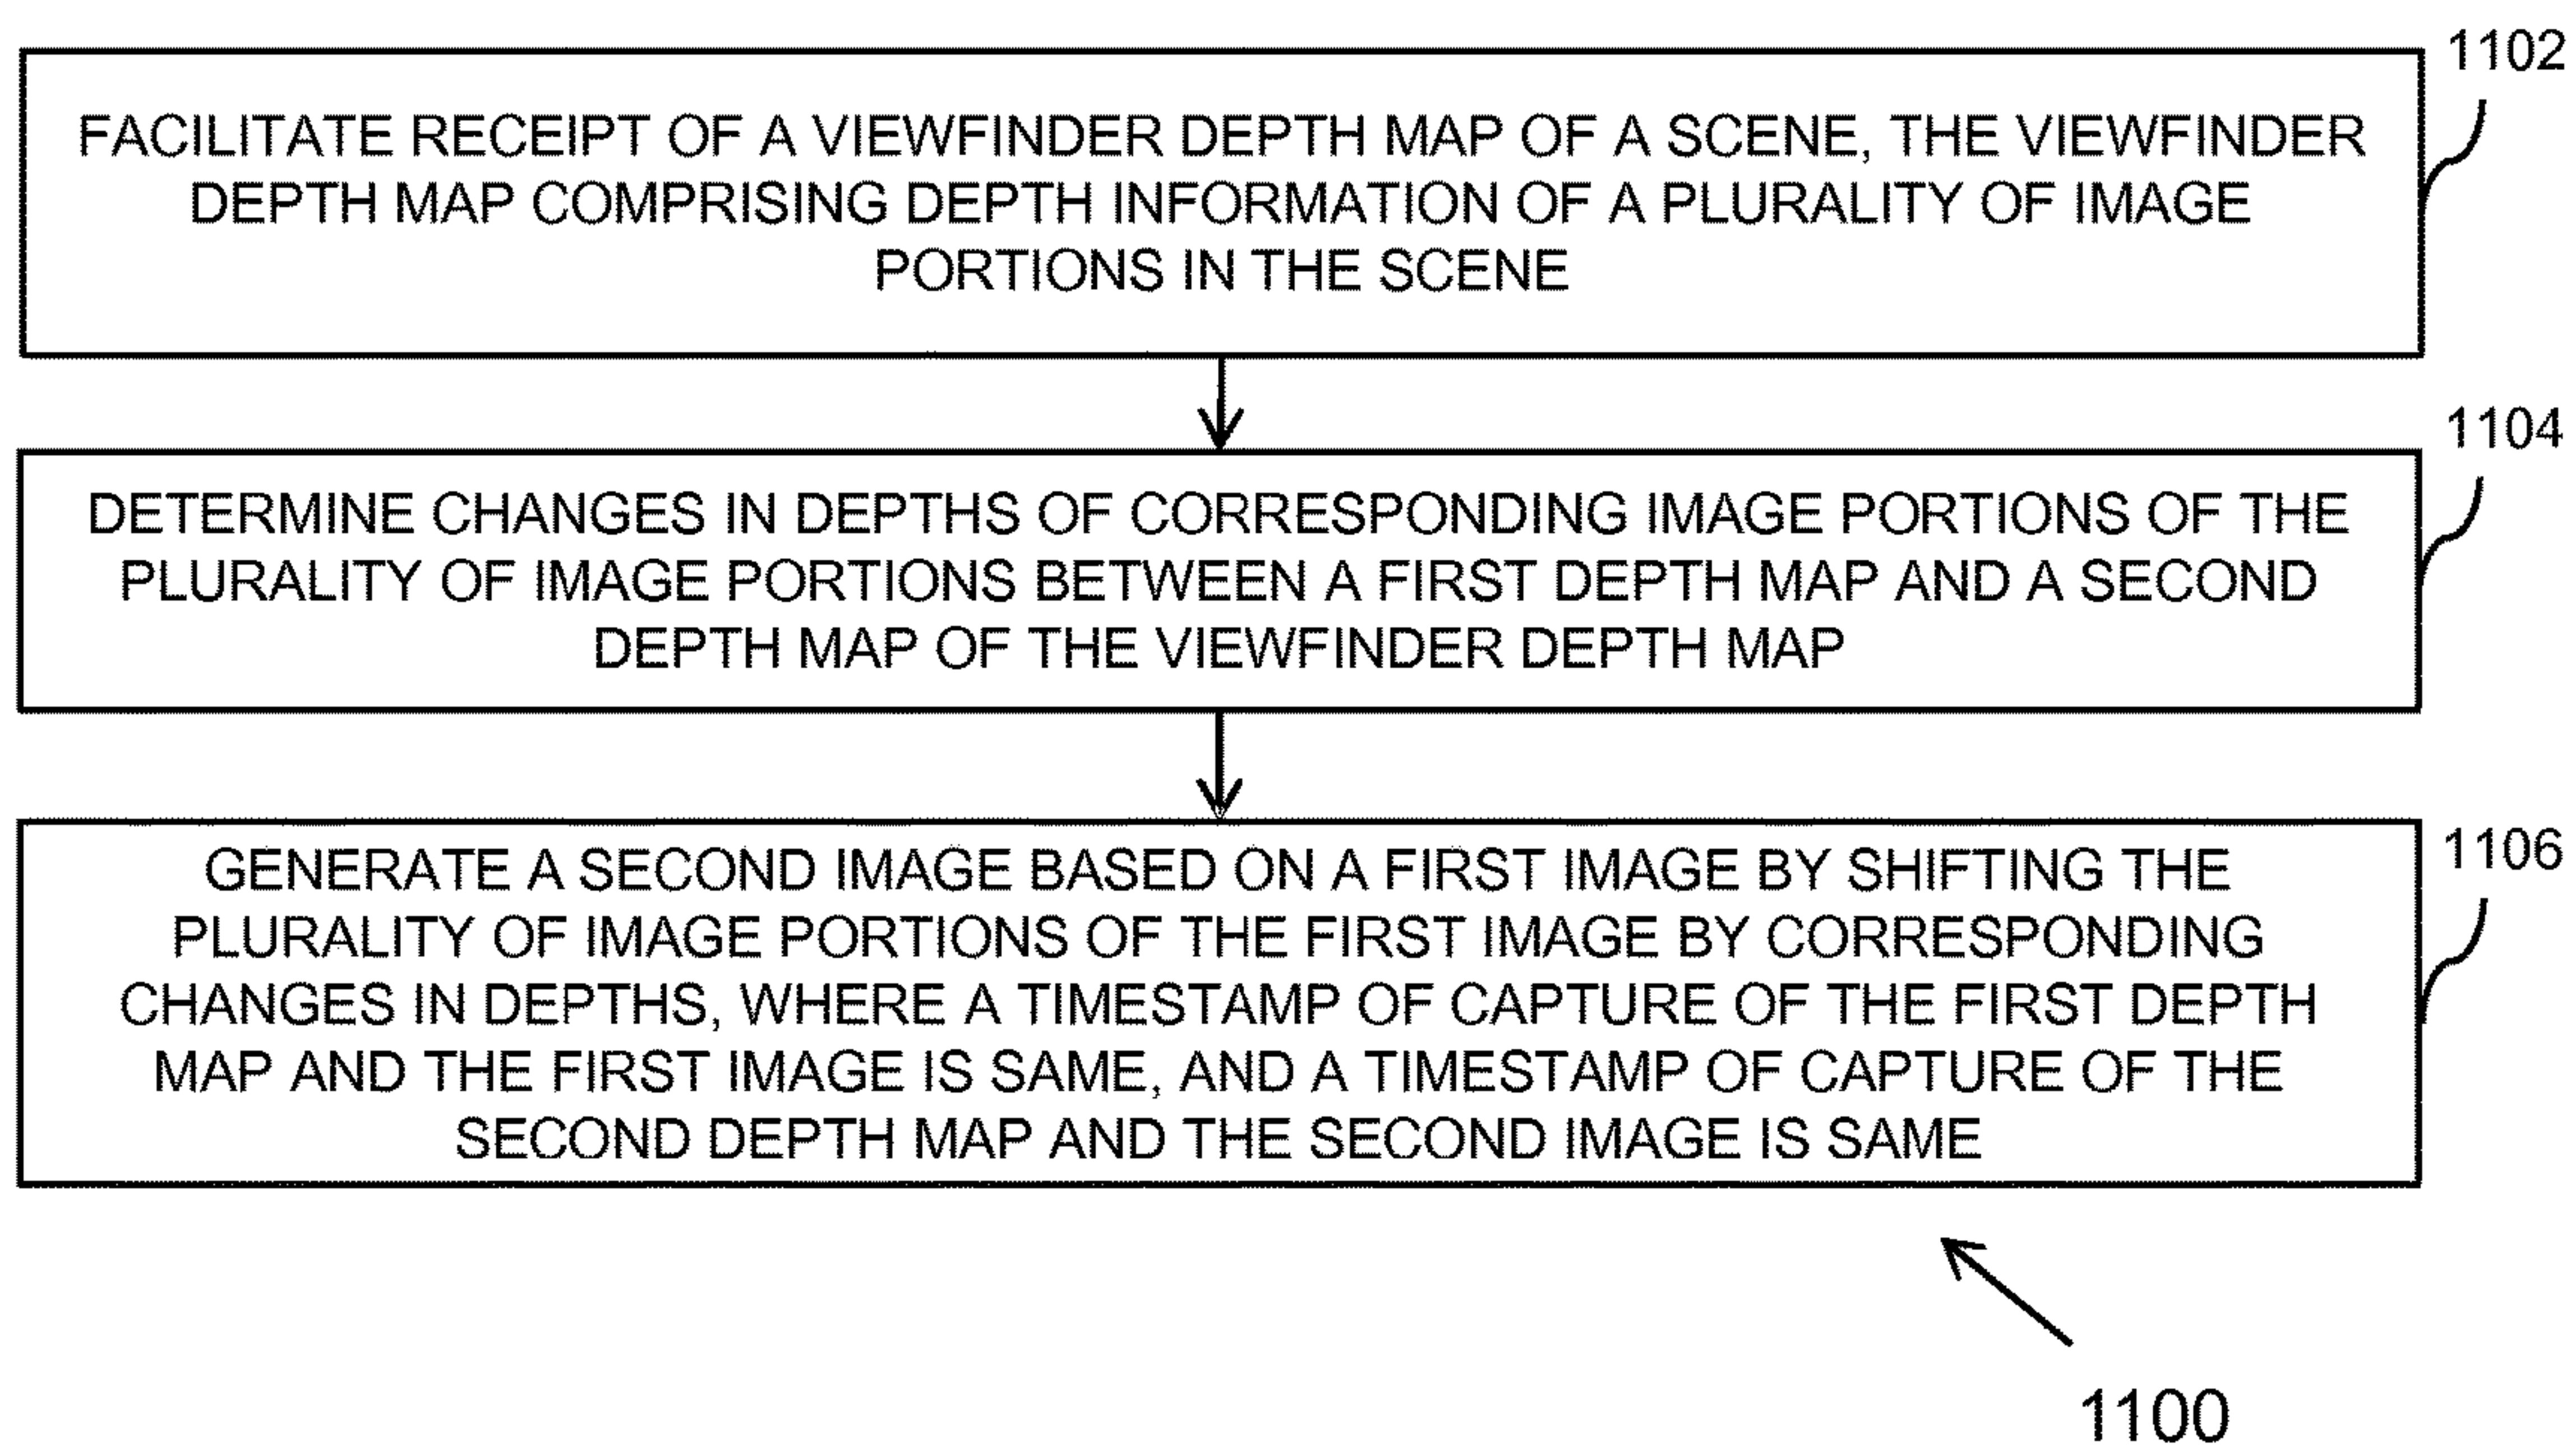 1102
FACILITATE RECEIPT OF A VIEWFINDER DEPTH MAP OF A SCENE, THE VIEWFINDER
DEPTH MAP COMPRISING DEPTH INFORMATION OF A PLURALITY OF IMAGE
PORTIONS IN THE SCENE
1104
DETERMINE CHANGES IN DEPTHS OF CORRESPONDING IMAGE PORTIONS OF THE
PLURALITY OF IMAGE PORTIONS BETWEEN A FIRST DEPTH MAP AND A SECOND
DEPTH MAP OF THE VIEWFINDER DEPTH MAP
1106
GENERATE A SECOND IMAGE BASED ON A FIRST IMAGE BY SHIFTING THE
PLURALITY OF IMAGE PORTIONS OF THE FIRST IMAGE BY CORRESPONDING
CHANGES IN DEPTHS, WHERE A TIMESTAMP OF CAPTURE OF THE FIRST DEPTH
MAP AND THE FIRST IMAGE IS SAME, AND A TIMESTAMP OF CAPTURE OF THE
SECOND DEPTH MAP AND THE SECOND IMAGE IS SAME
1100